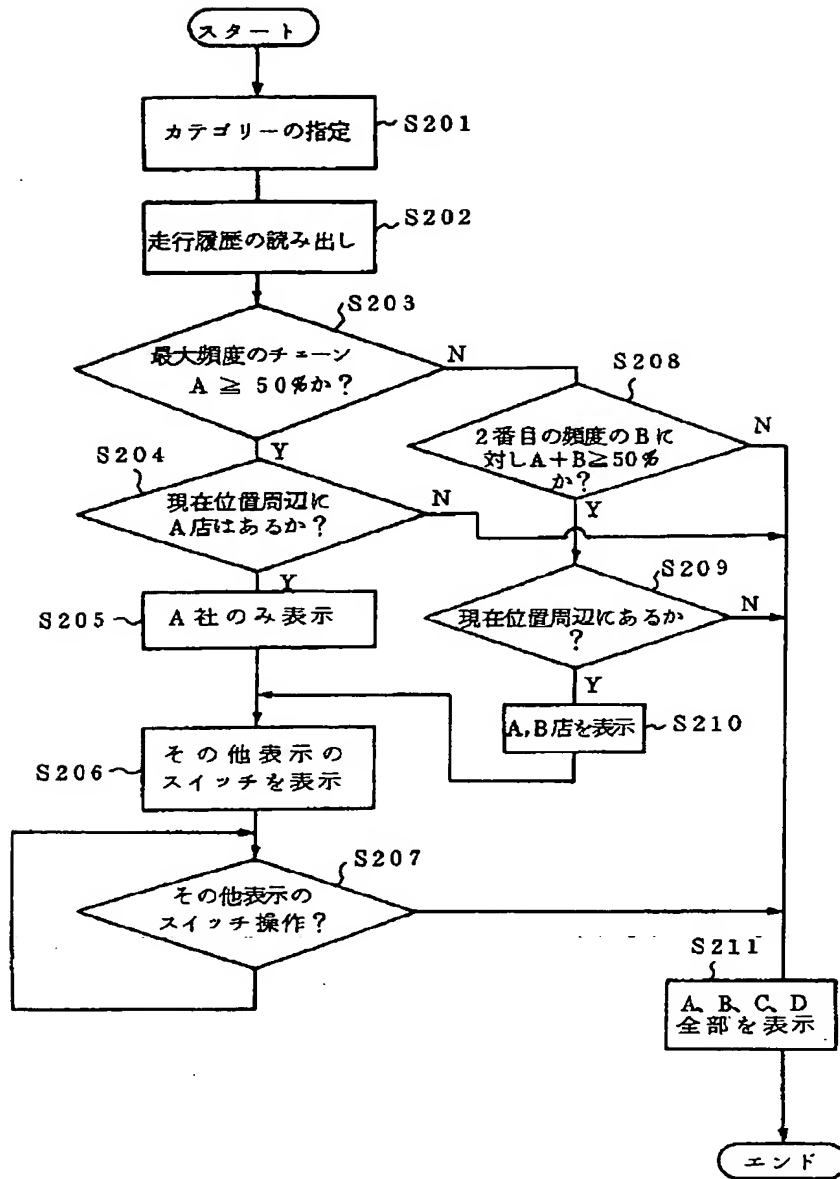 スタート
カテゴリーの指定
S201
走行履歴の読み出し
S202
最大頻度のチェーン
A ≧ 50%か?
S203
N
Y
2番目の頻度のBに
対しA+B≧50%
か?
S208
N
Y
現在位置周辺に
A店はあるか?
S204
N
Y
現在位置周辺にあるか
?
S209
N
Y
A社のみ表示
S205
A,B店を表示
S210
その他表示の
スイッチを表示
S206
その他表示の
スイッチ操作?
S207
A、B、C、D
全部を表示
S211
エンド